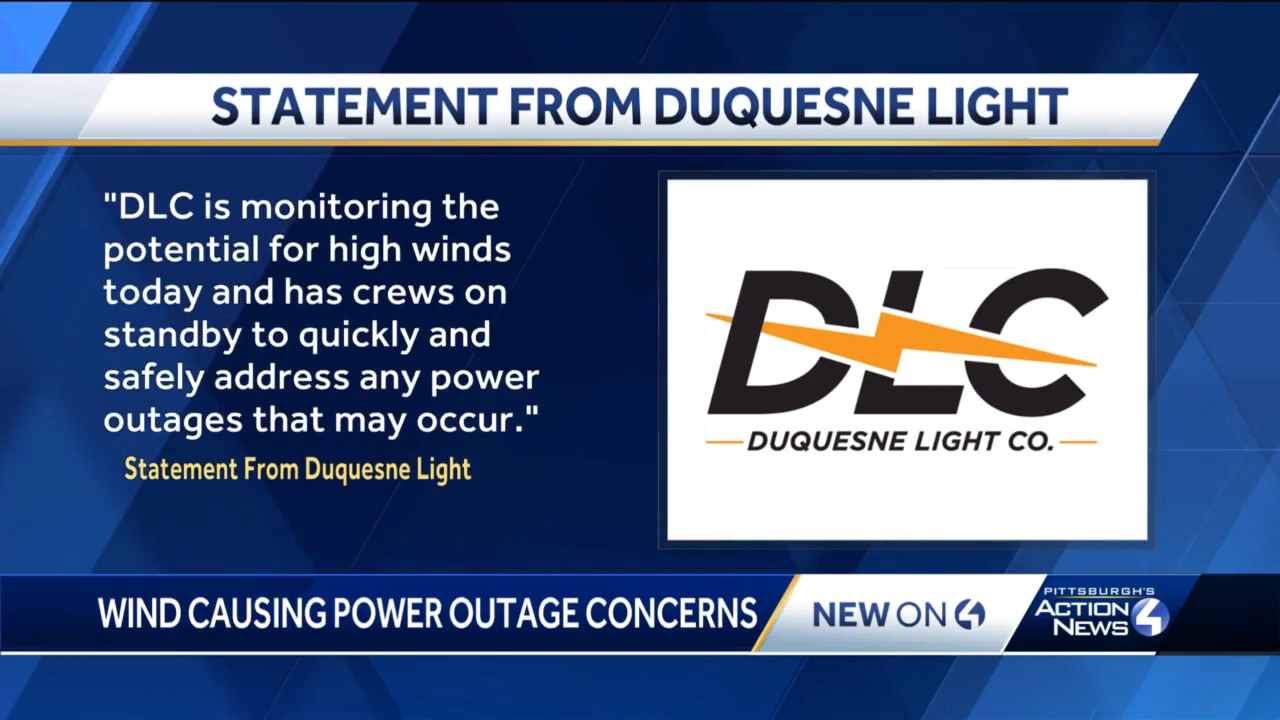 STATEMENT FROM DUQUESNE LIGHT
"DLC is monitoring the
potential for high winds
today and has crews on
standby to quickly and
safely address any power
outages that may occur."
Statement From Duquesne Light
DLC
DUQUESNE LIGHT CO.
WIND CAUSING POWER OUTAGE CONCERNS
NEW ON 4
PITTSBURGH'S
ACTION
NEWS 4